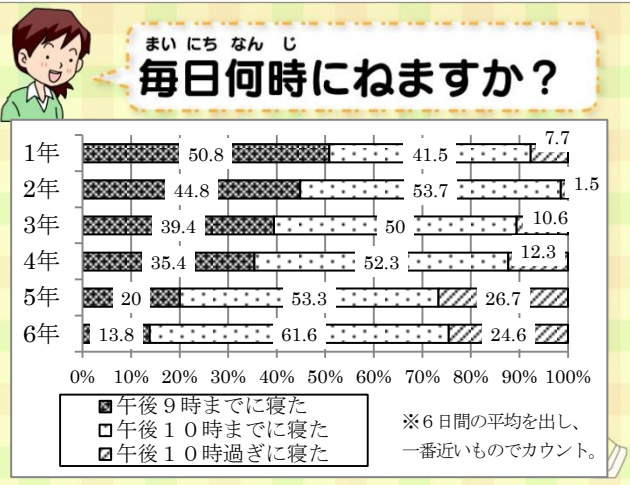 まい にち なん じ
毎日何時にねますか？
1年 50.8 41.5 7.7
2年 44.8 53.7 1.5
3年 39.4 50 10.6
4年 35.4 52.3 12.3
5年 20 53.3 26.7
6年 13.8 61.6 24.6
0% 10% 20% 30% 40% 50% 60% 70% 80% 90% 100%
午後９時までに寝た
午後１０時までに寝た
午後１０時過ぎに寝た
※６日間の平均を出し、
一番近いものでカウント。